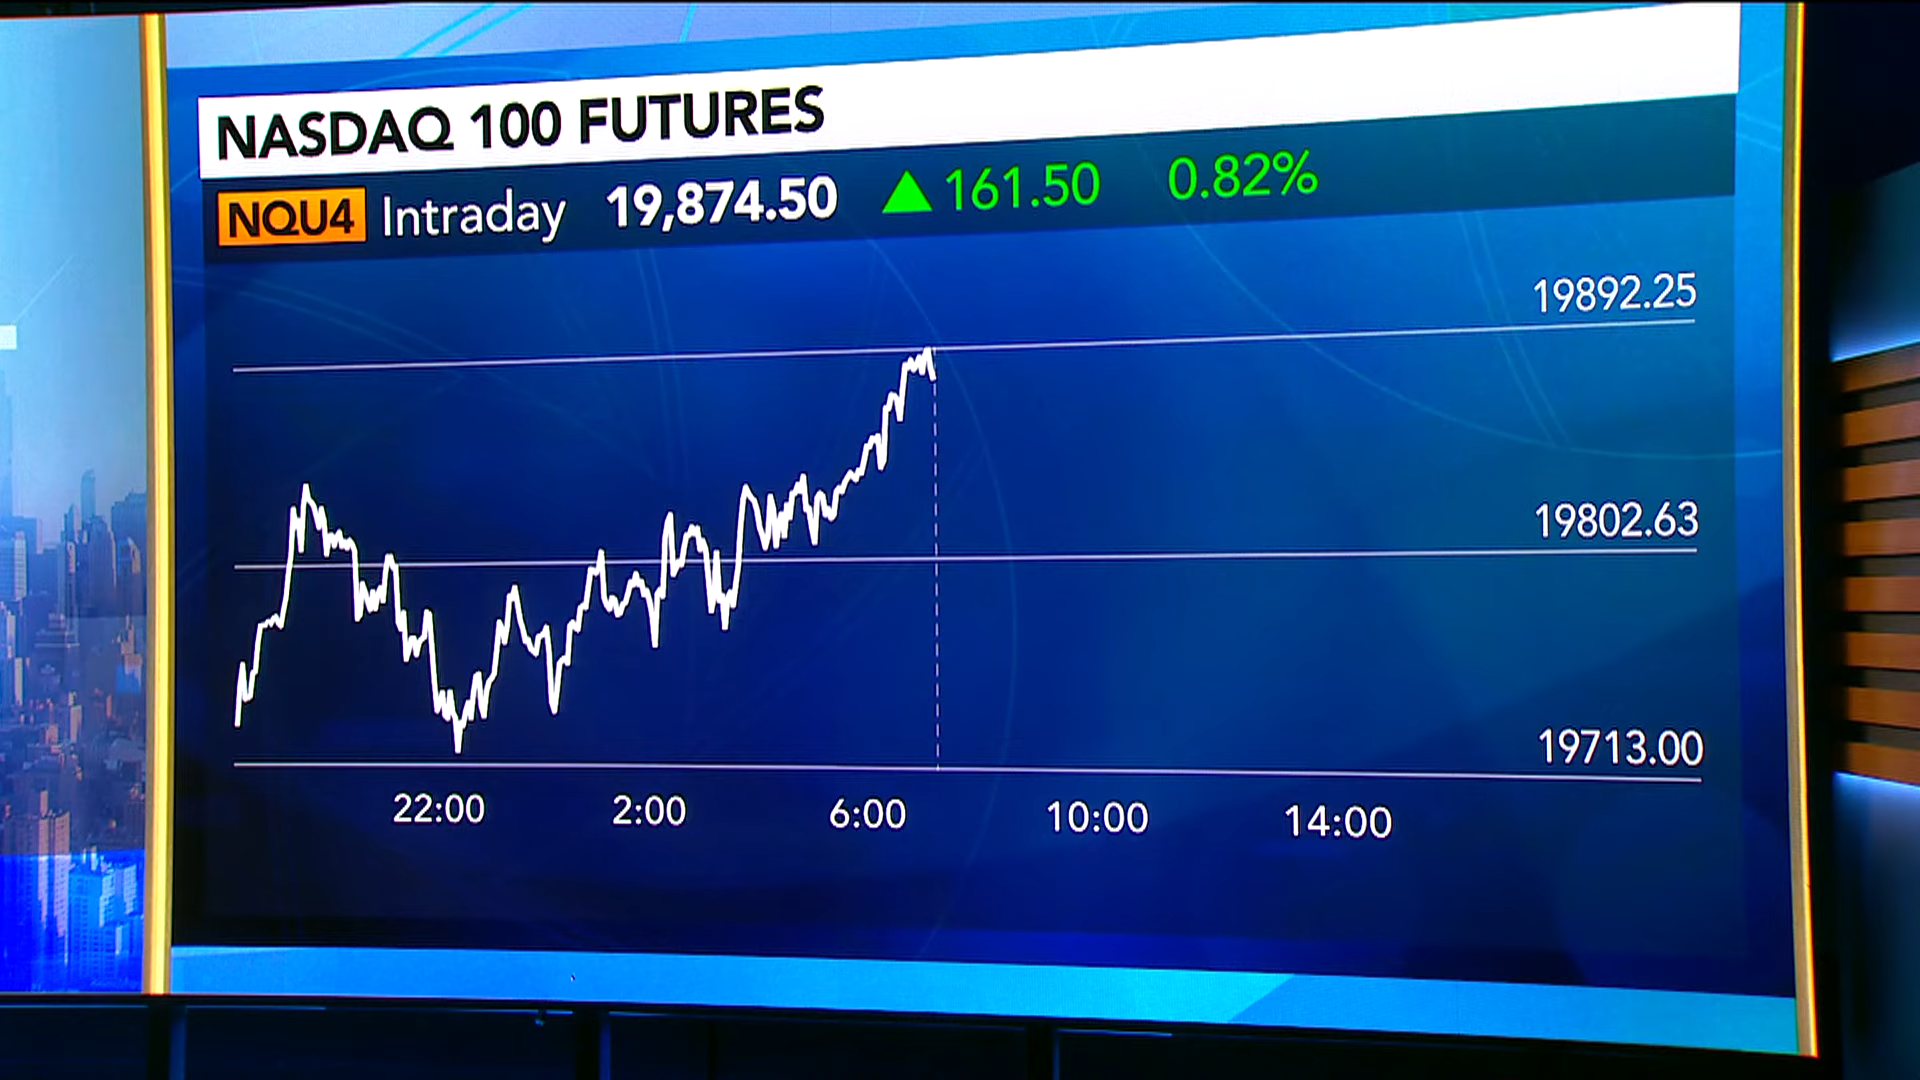 NASDAQ 100 FUTURES
NQU4 Intraday 19,874.50 ▲161.50 0.82%
19892.25
19802.63
19713.00
22:00 2:00 6:00 10:00 14:00